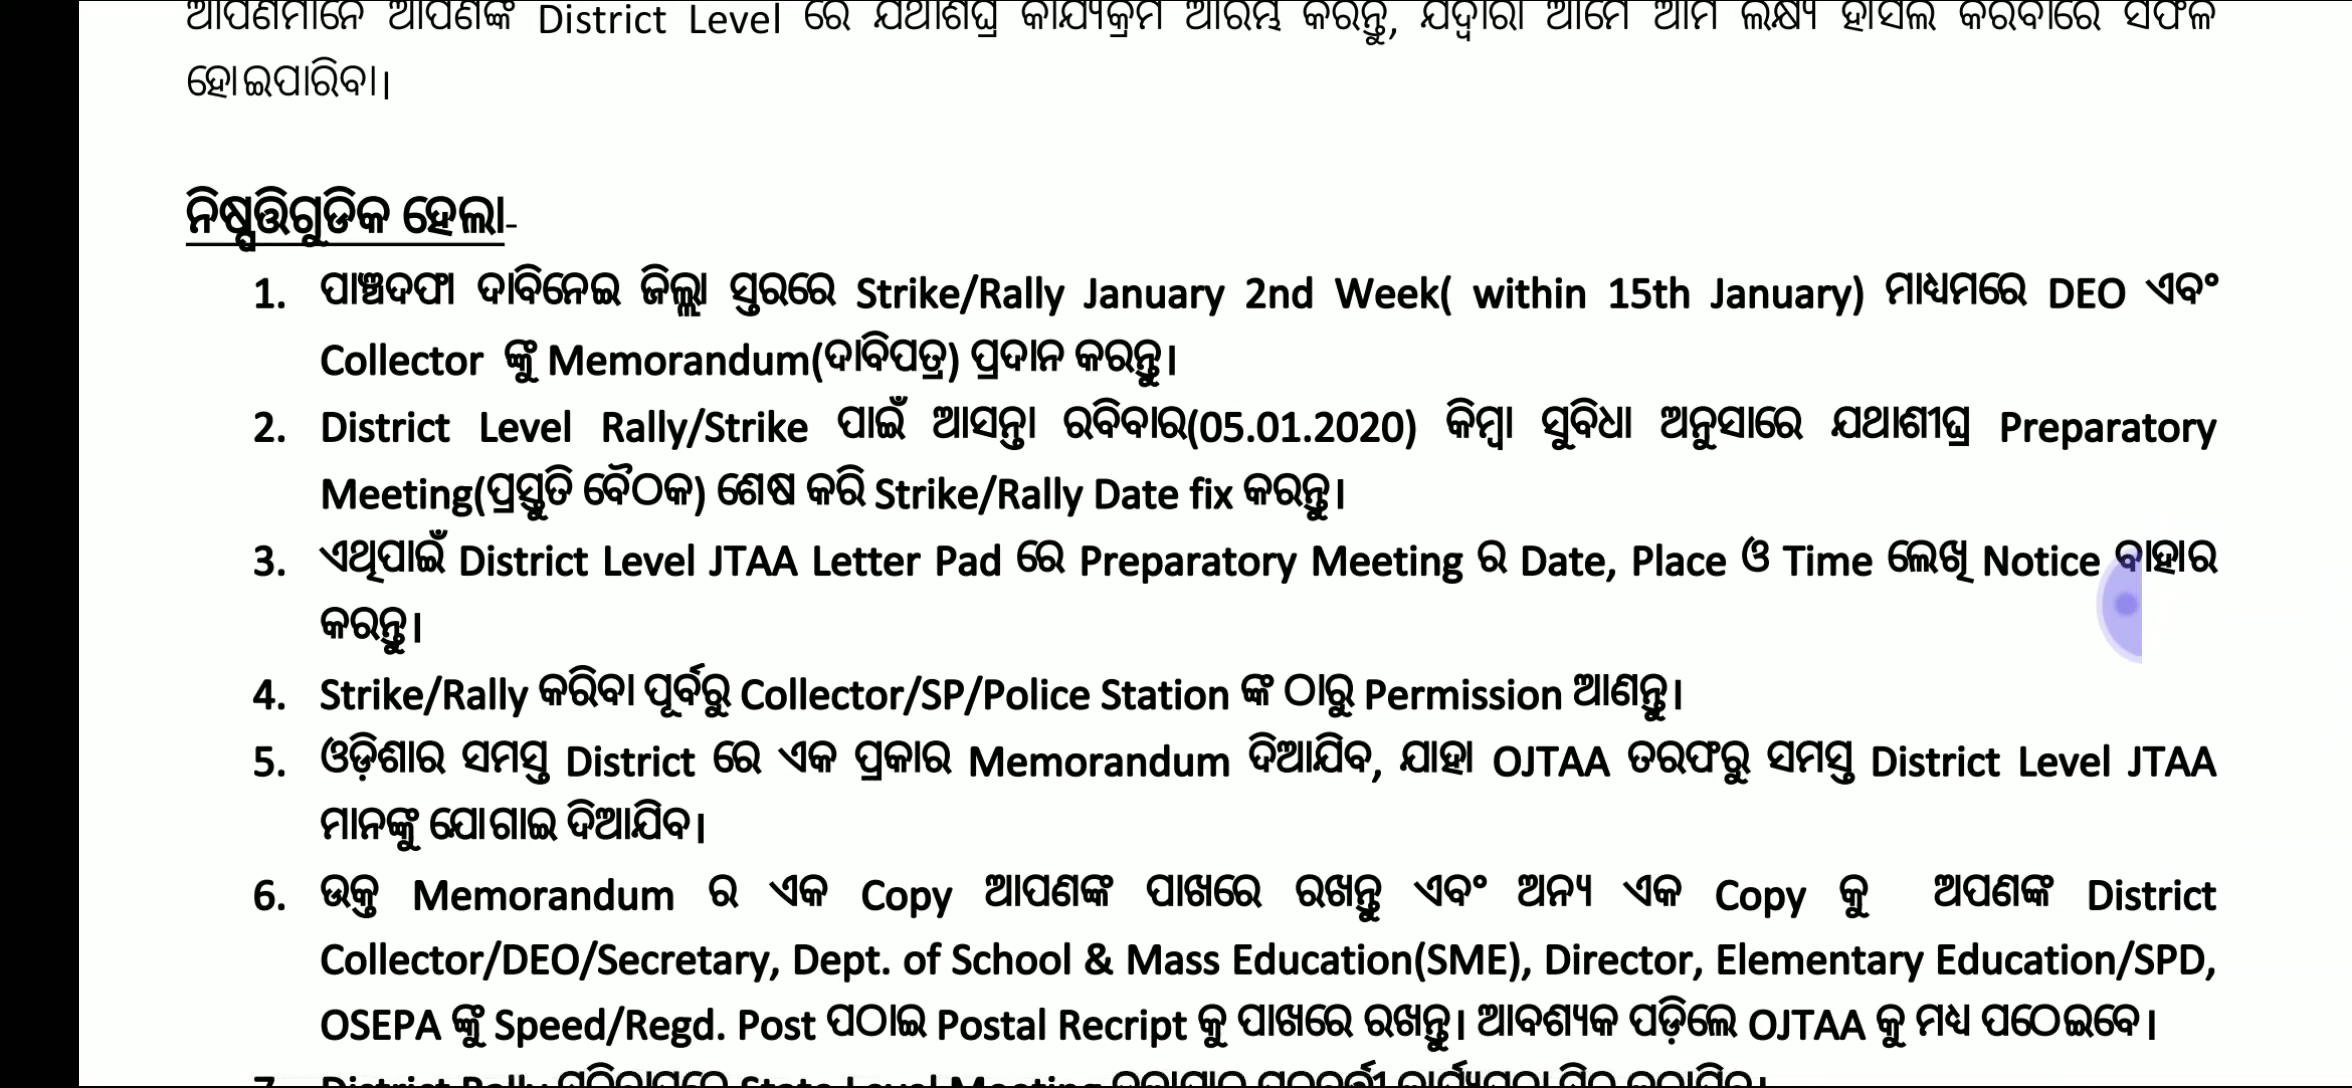 ଆପଣମାନେ ଆପଣଙ୍କ District Level ରେ ଯଥାଶୀଘ୍ର କାର୍ଯ୍ୟକ୍ରମ ଆରମ୍ଭ କରନ୍ତୁ, ଯଦ୍ୱାରା ଆମେ ଆମ ଲକ୍ଷ୍ୟ ହାସଲ କରିବାରେ ସଫଳ
ହୋଇପାରିବା।
ନିଷ୍ପତ୍ତିଗୁଡିକ ହେଲା-
1. ପାଞ୍ଚଦଫା ଦାବିନେଇ ଜିଲ୍ଲା ସ୍ତରରେ Strike/Rally January 2nd Week( within 15th January) ମାଧ୍ୟମରେ DEO ଏବଂ
Collector ଙ୍କୁ Memorandum(ଦାବିପତ୍ର) ପ୍ରଦାନ କରନ୍ତୁ।
2. District Level Rally/Strike ପାଇଁ ଆସନ୍ତା ରବିବାର(05.01.2020) କିମ୍ବା ସୁବିଧା ଅନୁସାରେ ଯଥାଶୀଘ୍ର Preparatory
Meeting(ପ୍ରସ୍ତୁତି ବୈଠକ) ଶେଷ କରି Strike/Rally Date fix କରନ୍ତୁ।
3. ଏଥିପାଇଁ District Level JTAA Letter Pad ରେ Preparatory Meeting ର Date, Place ଓ Time ଲେଖି Notice ବାହାର
କରନ୍ତୁ।
4. Strike/Rally କରିବା ପୂର୍ବରୁ Collector/SP/Police Station ଙ୍କ ଠାରୁ Permission ଆଣନ୍ତୁ।
5. ଓଡ଼ିଶାର ସମସ୍ତ District ରେ ଏକ ପ୍ରକାର Memorandum ଦିଆଯିବ, ଯାହା OJTAA ତରଫରୁ ସମସ୍ତ District Level JTAA
ମାନଙ୍କୁ ଯୋଗାଇ ଦିଆଯିବ।
6. ଉକ୍ତ Memorandum ର ଏକ Copy ଆପଣଙ୍କ ପାଖରେ ରଖନ୍ତୁ ଏବଂ ଅନ୍ୟ ଏକ Copy କୁ ଅପଣଙ୍କ District
Collector/DEO/Secretary, Dept. of School & Mass Education(SME), Director, Elementary Education/SPD,
OSEPA ଙ୍କୁ Speed/Regd. Post ପଠାଇ Postal Recript କୁ ପାଖରେ ରଖନ୍ତୁ। ଆବଶ୍ୟକ ପଡ଼ିଲେ OJTAA କୁ ମଧ୍ୟ ପଠେଇବେ।
7. District Rally State Level Meeting